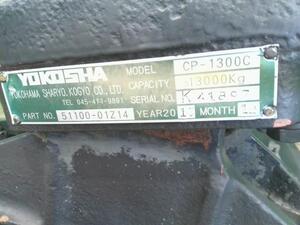 YOKOSHA MODEL CP-1300C
YOKOHAMA SHARYO KOGYO CO., LTD. CAPACITY 13000Kg
SERIAL NO.
PART NO. 51100-01Z14 YEAR20 MONTH